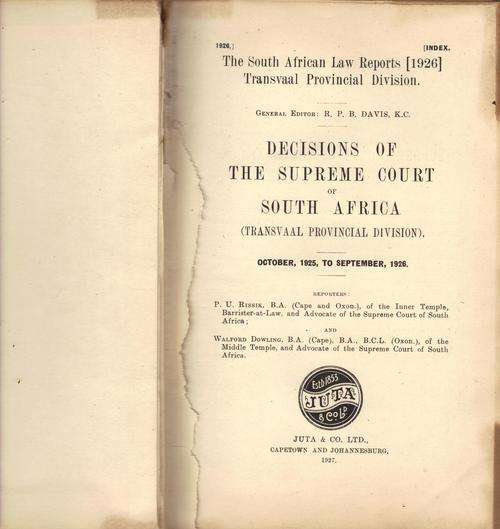 1926.]
[INDEX.
The South African Law Reports [1926]
Transvaal Provincial Division.
GENERAL EDITOR: R. P. B. DAVIS, K.C.
DECISIONS OF
THE SUPREME COURT
OF
SOUTH AFRICA
(TRANSVAAL PROVINCIAL DIVISION).
OCTOBER, 1925, TO SEPTEMBER, 1926.
REPORTERS:
P. U. RISSIK, B.A. (Cape and Oxon.), of the Inner Temple,
Barrister-at-Law, and Advocate of the Supreme Court of South
Africa;
AND
WALFORD DOWLING, B.A. (Cape), B.A., B.C.L. (Oxon.), of the
Middle Temple, and Advocate of the Supreme Court of South
Africa.
Estd 1853
JUTA
& Co Ld
JUTA & CO. LTD.,
CAPETOWN AND JOHANNESBURG,
1927.